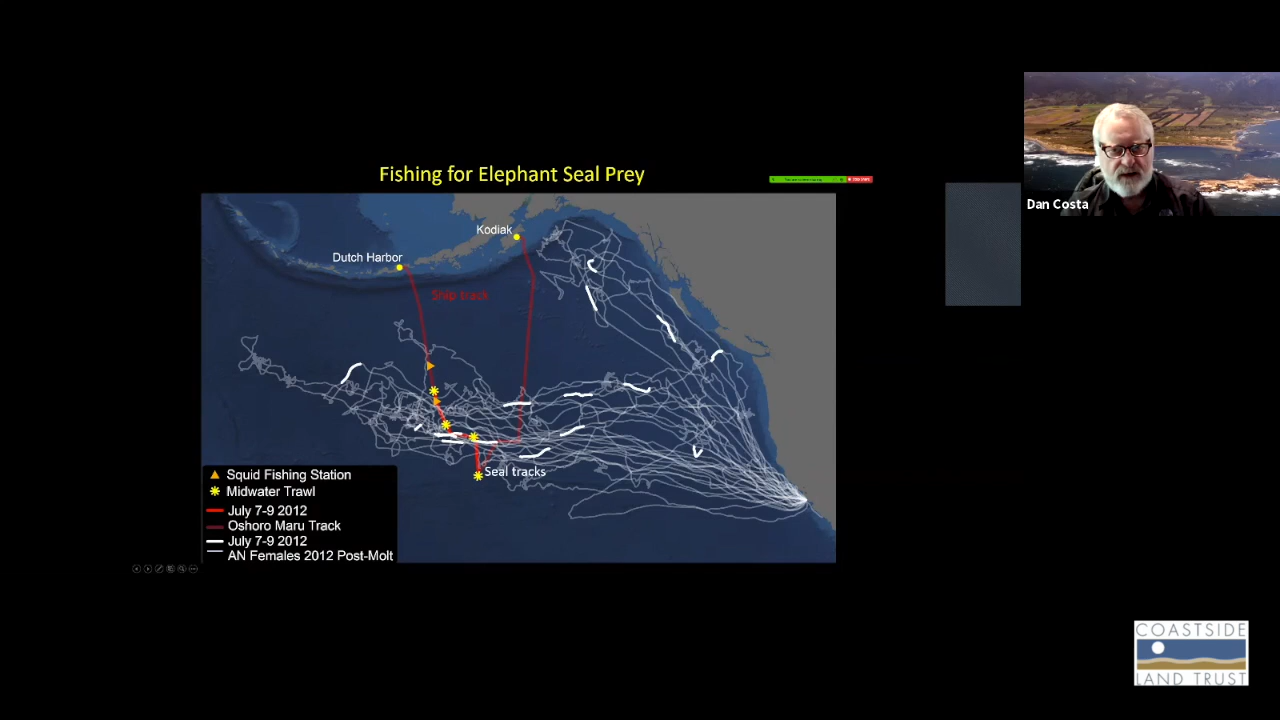 Fishing for Elephant Seal Prey
Dan Costa
Kodiak
Dutch Harbor
Ship track
Seal tracks
Squid Fishing Station
Midwater Trawl
July 7-9 2012
Oshoro Maru Track
July 7-9 2012
AN Females 2012 Post-Molt
COASTSIDE
LAND TRUST